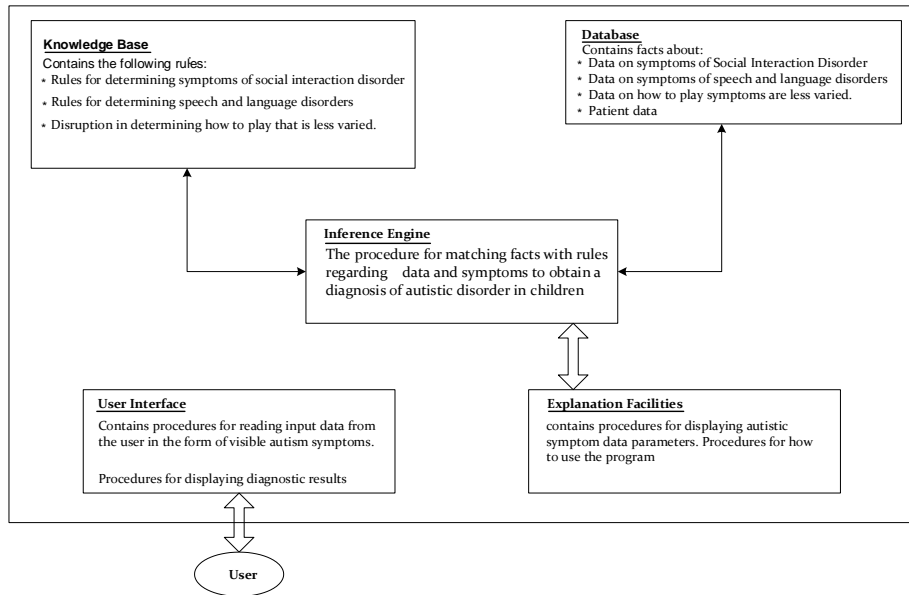 Knowledge Base
Contains the following rules:
* Rules for determining symptoms of social interaction disorder
* Rules for determining speech and language disorders
* Disruption in determining how to play that is less varied.
Database
Contains facts about:
* Data on symptoms of Social Interaction Disorder
* Data on symptoms of speech and language disorders
* Data on how to play symptoms are less varied.
* Patient data
Inference Engine
The procedure for matching facts with rules
regarding data and symptoms to obtain a
diagnosis of autistic disorder in children
User Interface
Contains procedures for reading input data from
the user in the form of visible autism symptoms.
Procedures for displaying diagnostic results
Explanation Facilities
contains procedures for displaying autistic
symptom data parameters. Procedures for how
to use the program
User